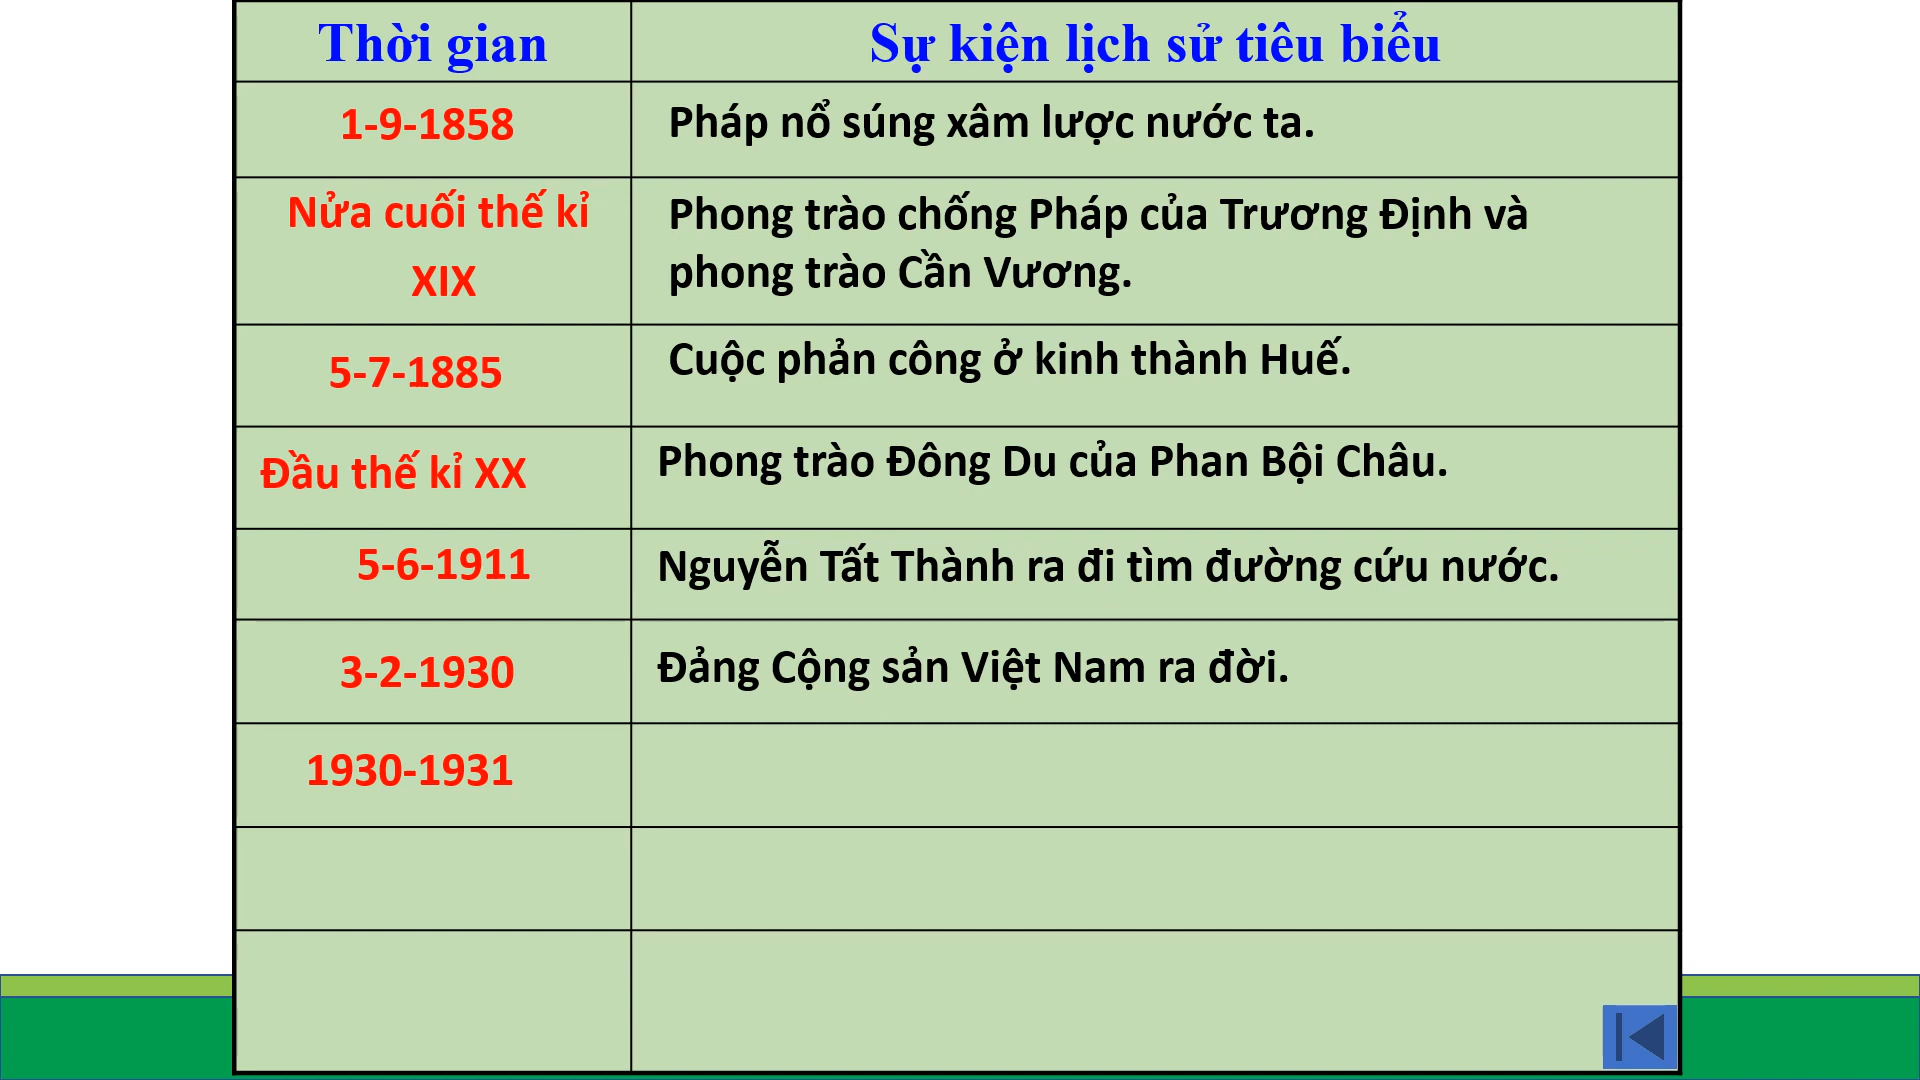 Thời gian
Sự kiện lịch sử tiêu biểu
1-9-1858
Pháp nổ súng xâm lược nước ta.
Nửa cuối thế kỉ
XIX
Phong trào chống Pháp của Trương Định và
phong trào Cần Vương.
5-7-1885
Cuộc phản công ở kinh thành Huế.
Đầu thế kỉ XX
Phong trào Đông Du của Phan Bội Châu.
5-6-1911
Nguyễn Tất Thành ra đi tìm đường cứu nước.
3-2-1930
Đảng Cộng sản Việt Nam ra đời.
1930-1931